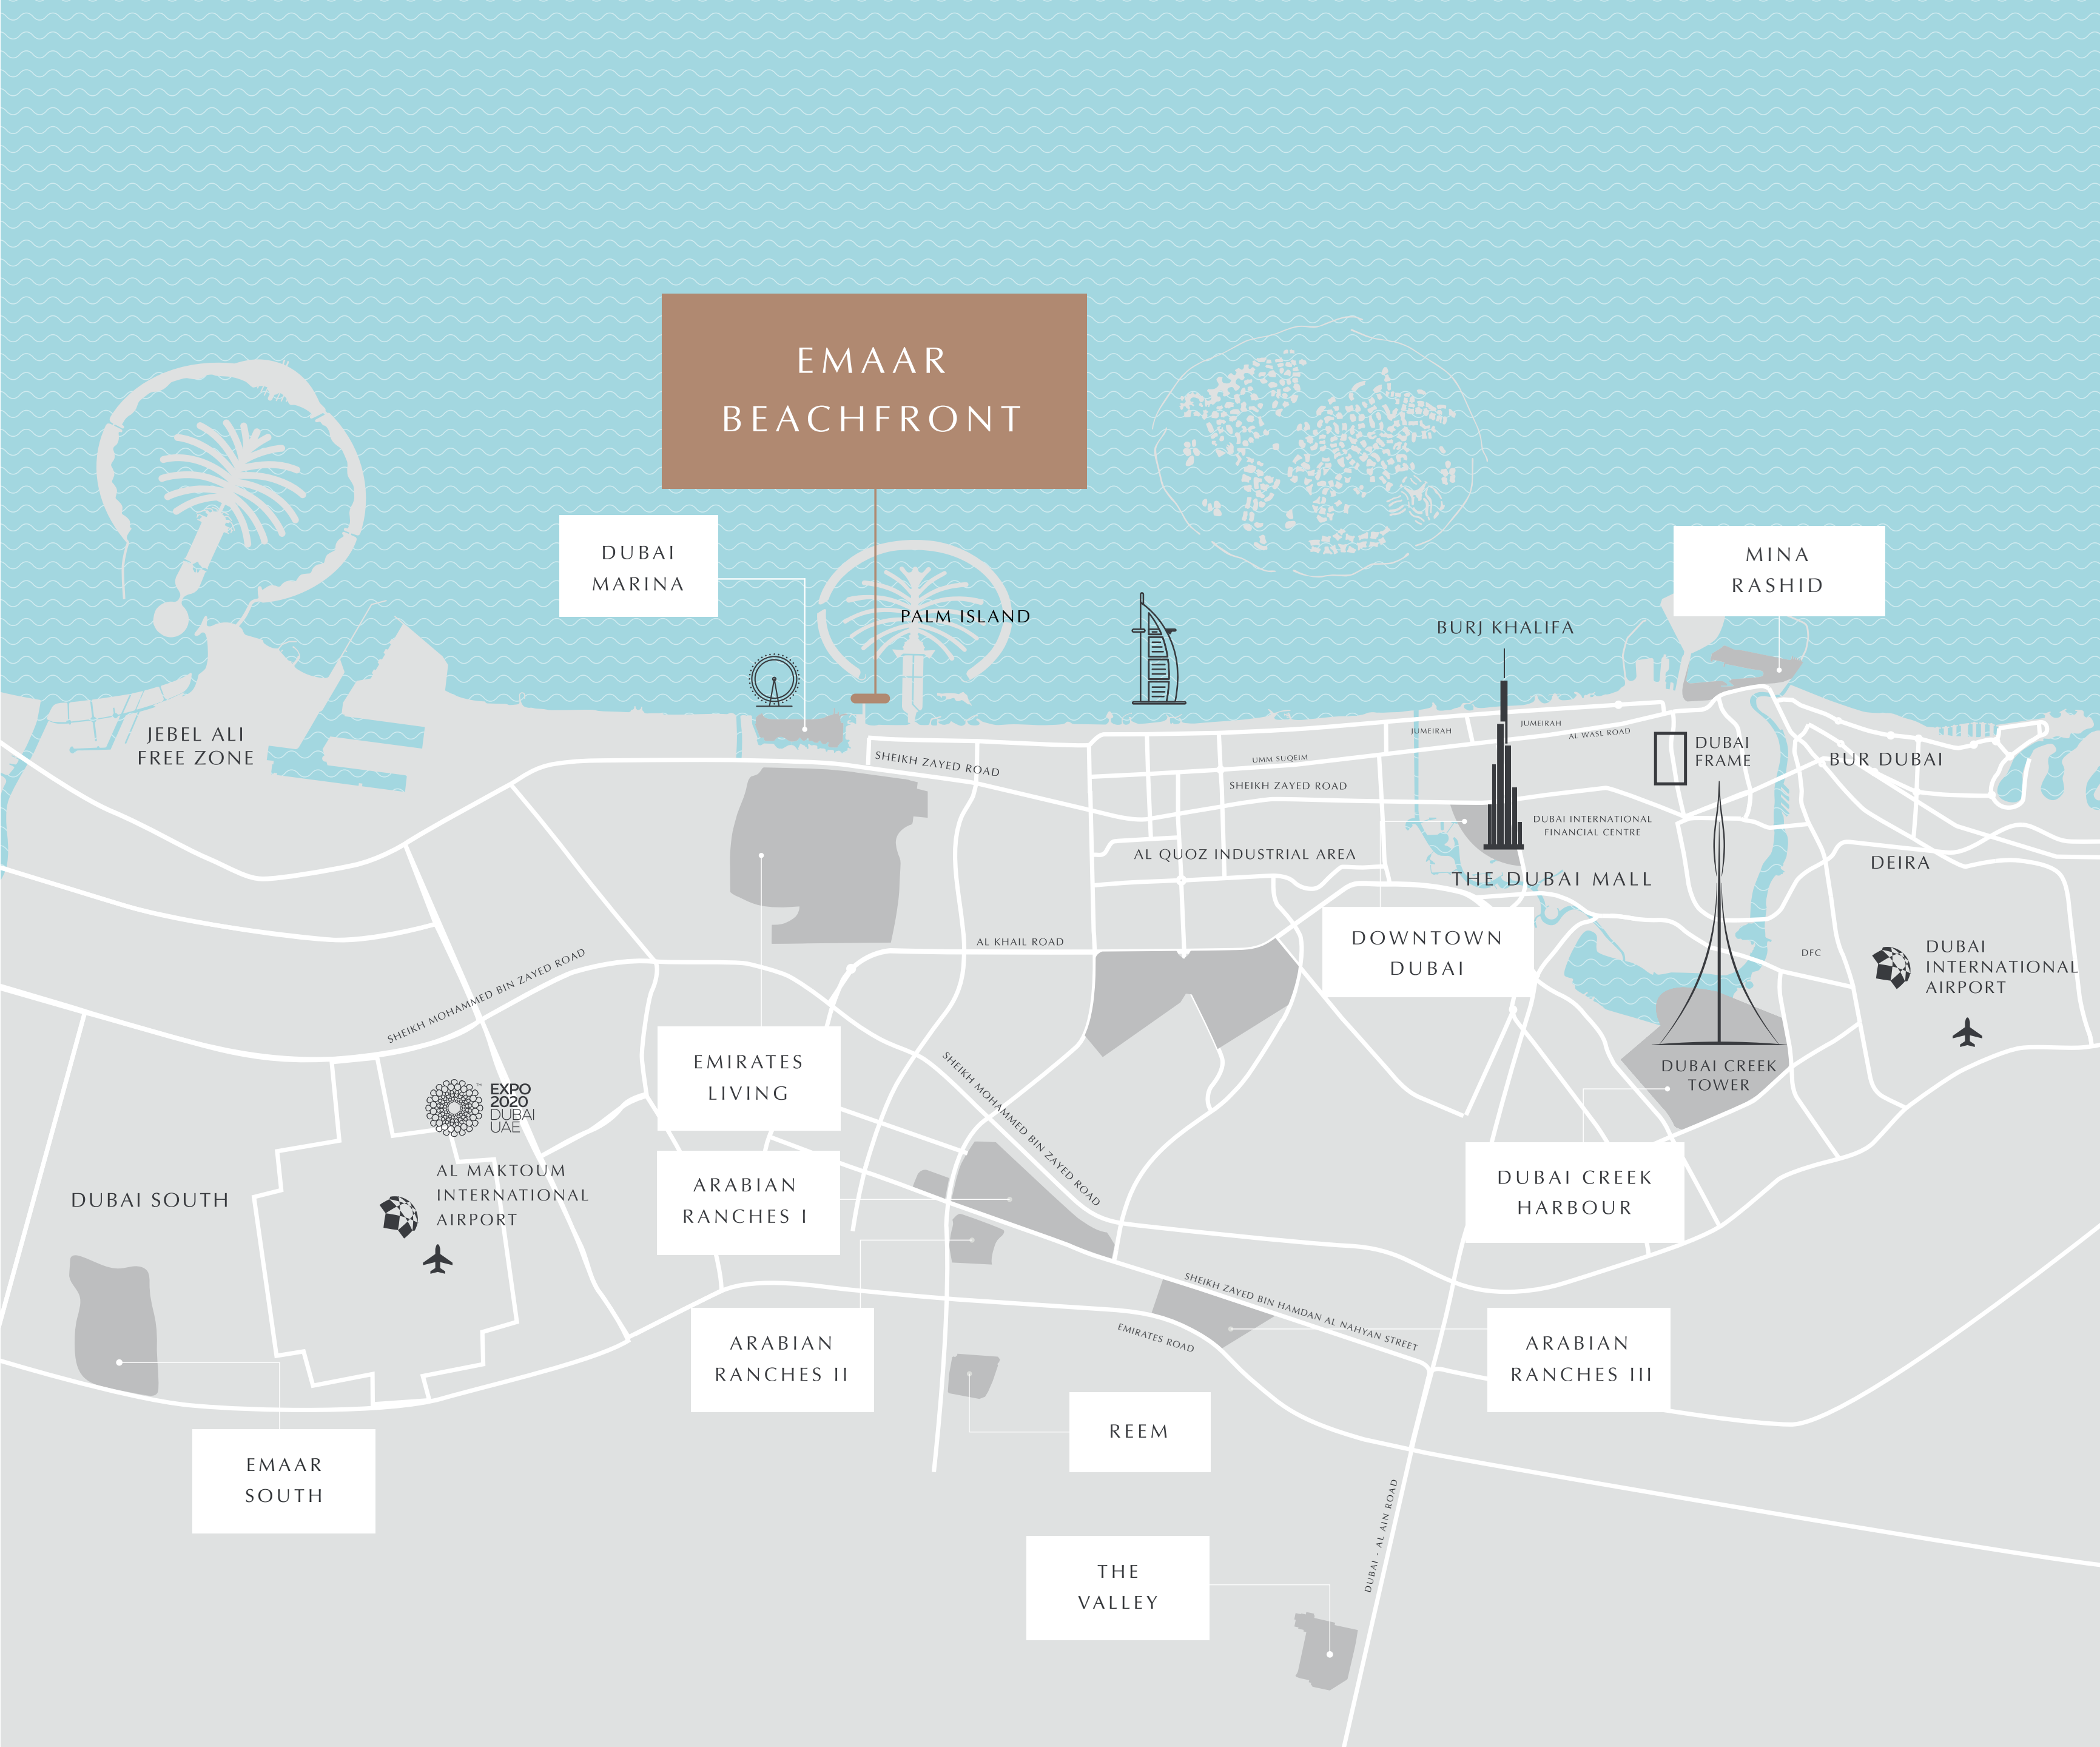 EMAAR
BEACHFRONT
DUBAI
MARINA
MINA
RASHID
PALM ISLAND
BURJ KHALIFA
JEBEL ALI
FREE ZONE
SHEIKH ZAYED ROAD
JUMEIRAH
JUMEIRAH
AL WASL ROAD
UMM SUQEIM
SHEIKH ZAYED ROAD
DUBAI
FRAME
BUR DUBAI
DUBAI INTERNATIONAL
FINANCIAL CENTRE
AL QUOZ INDUSTRIAL AREA
THE DUBAI MALL
DEIRA
DOWNTOWN
DUBAI
AL KHAIL ROAD
DFC
DUBAI
INTERNATIONAL
AIRPORT
SHEIKH MOHAMMED BIN ZAYED ROAD
EMIRATES
LIVING
SHEIKH MOHAMMED BIN ZAYED ROAD
DUBAI CREEK
TOWER
EXPO
2020
DUBAI
UAE
™
AL MAKTOUM
INTERNATIONAL
AIRPORT
DUBAI SOUTH
ARABIAN
RANCHES I
DUBAI CREEK
HARBOUR
SHEIKH ZAYED BIN HAMDAN AL NAHYAN STREET
EMIRATES ROAD
ARABIAN
RANCHES II
ARABIAN
RANCHES III
REEM
EMAAR
SOUTH
DUBAI - AL AIN ROAD
THE
VALLEY